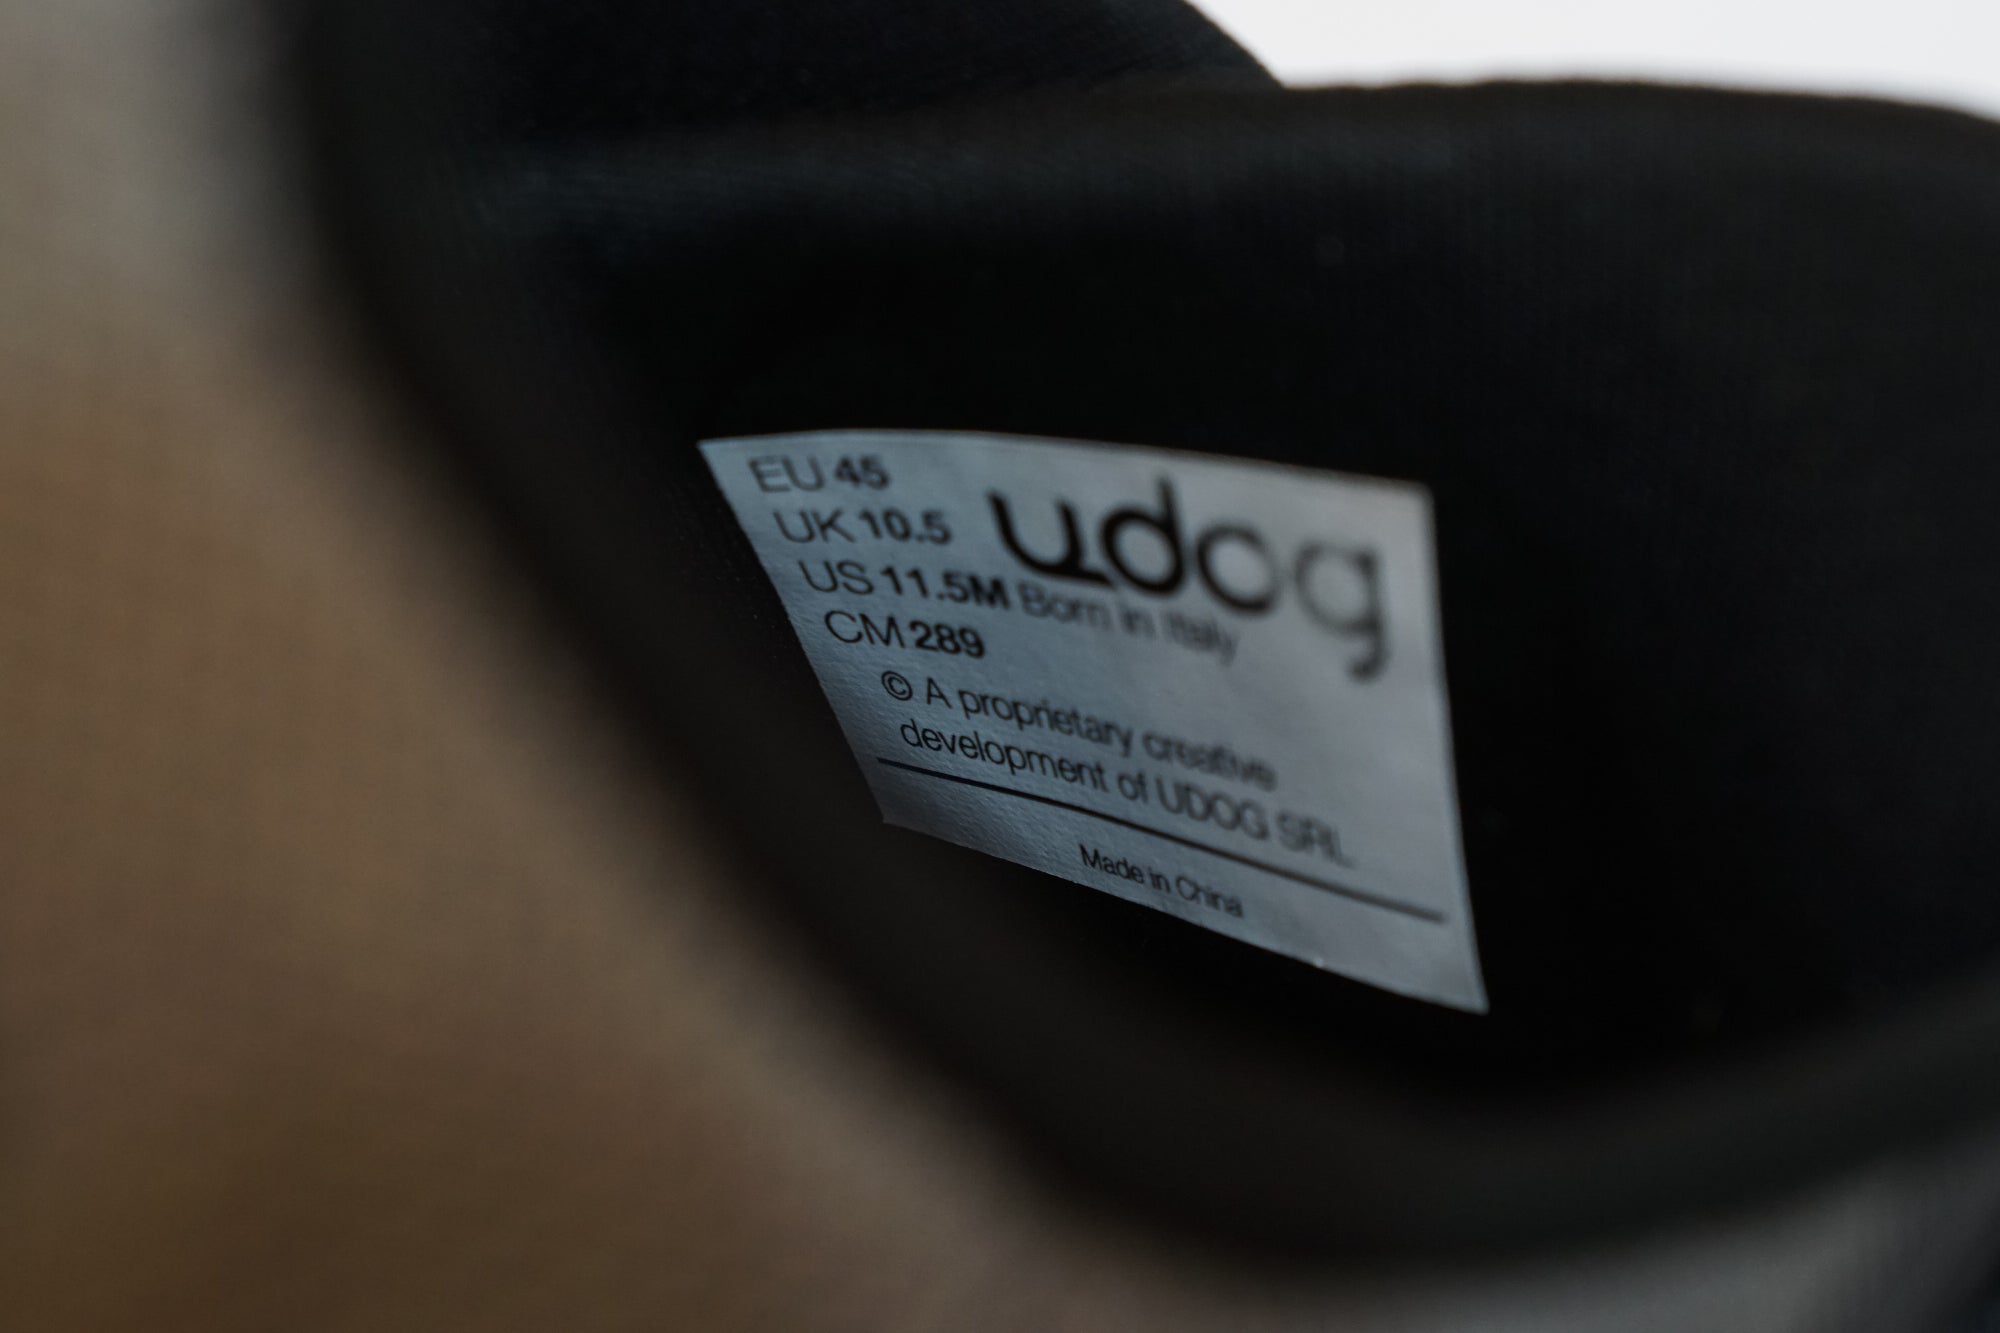 EU 45
UK 10.5
US 11.5M
CM 289
udog
Born in Italy
© A proprietary creative
development of UDOG SRL
Made in China